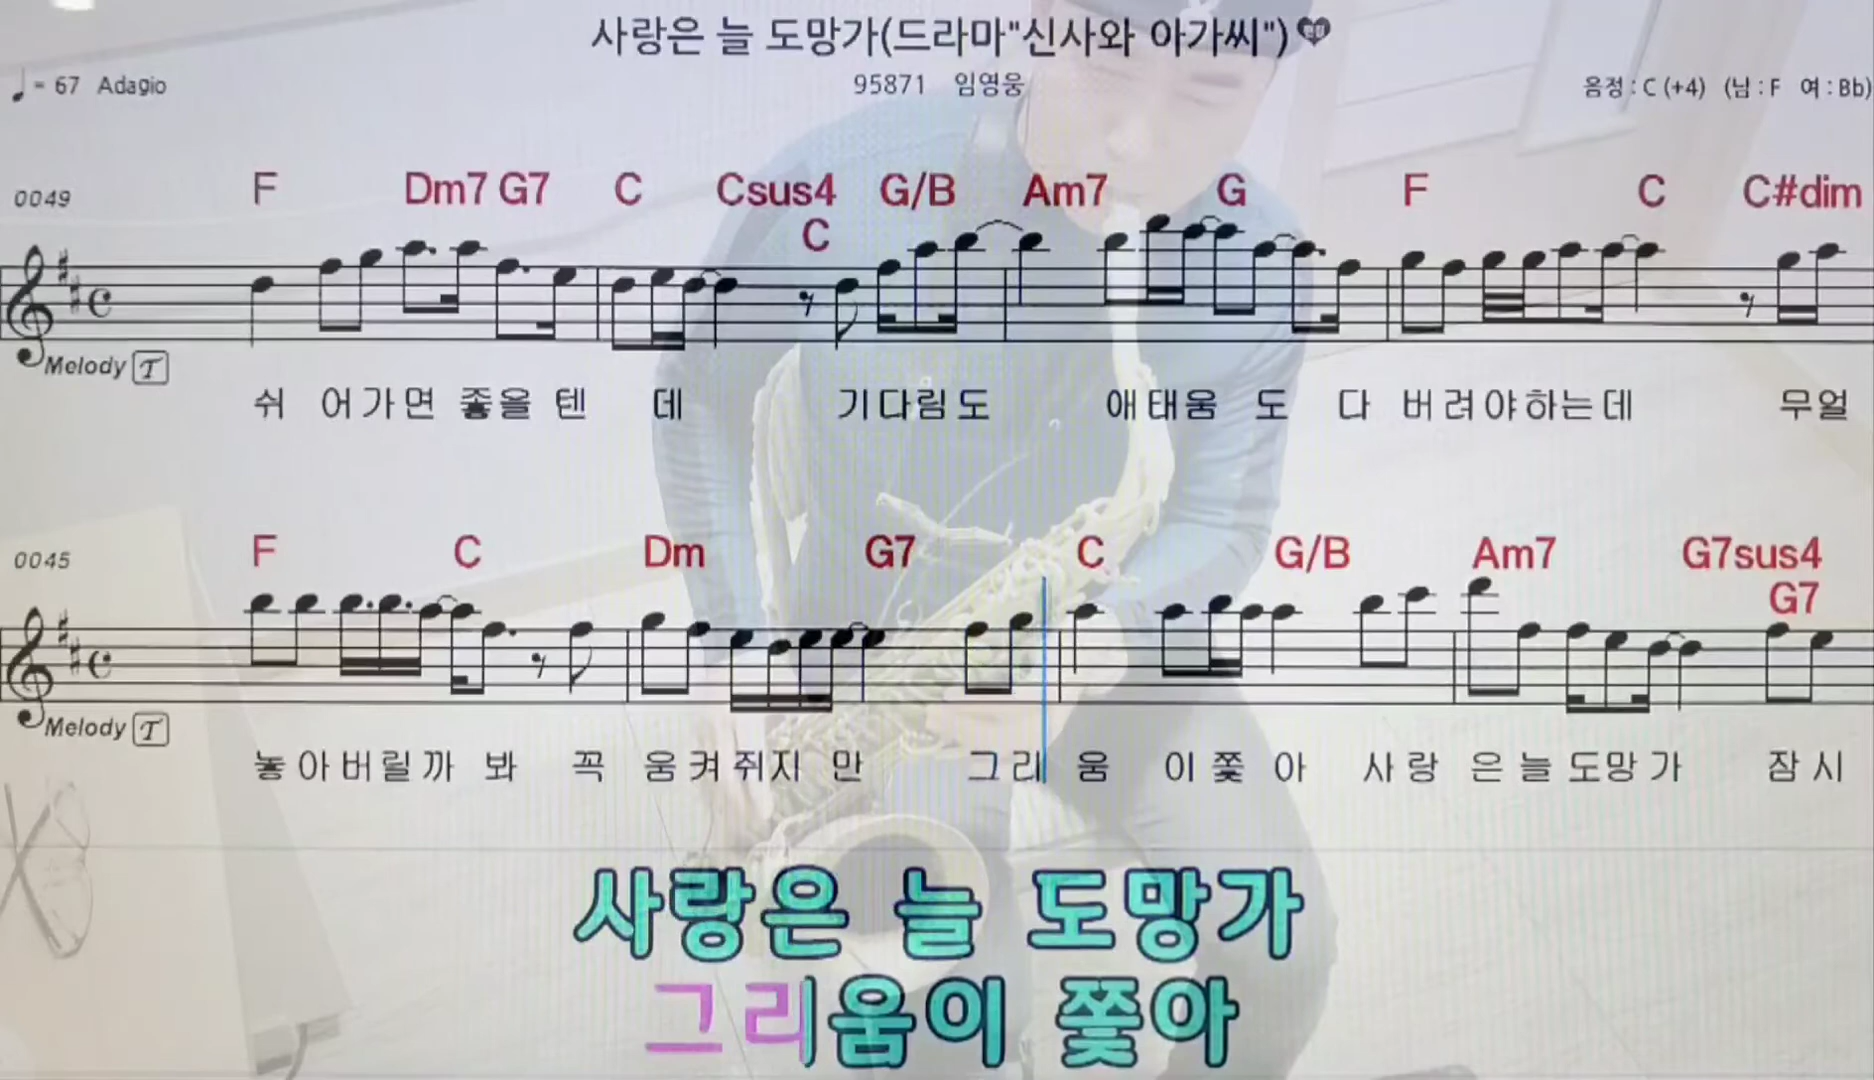 사랑은 늘 도망가(드라마"신사와 아가씨")
♩= 67 Adagio
95871 임영웅
음정 : C (+4) (남 : F 여 : Bb)
0049 F Dm7 G7 C Csus4 G/B Am7 G F C C#dim
C
Melody T
쉬 어가면 좋을 텐 데 기다림도 애태움 도 다 버려야하는데 무얼
0045 F C Dm G7 C G/B Am7 G7sus4
G7
Melody T
놓아버릴까 봐 꼭 움켜쥐지 만 그리 움 이쫓 아 사랑 은늘 도망가 잠시
사랑은 늘 도망가
그리움이 쫓아